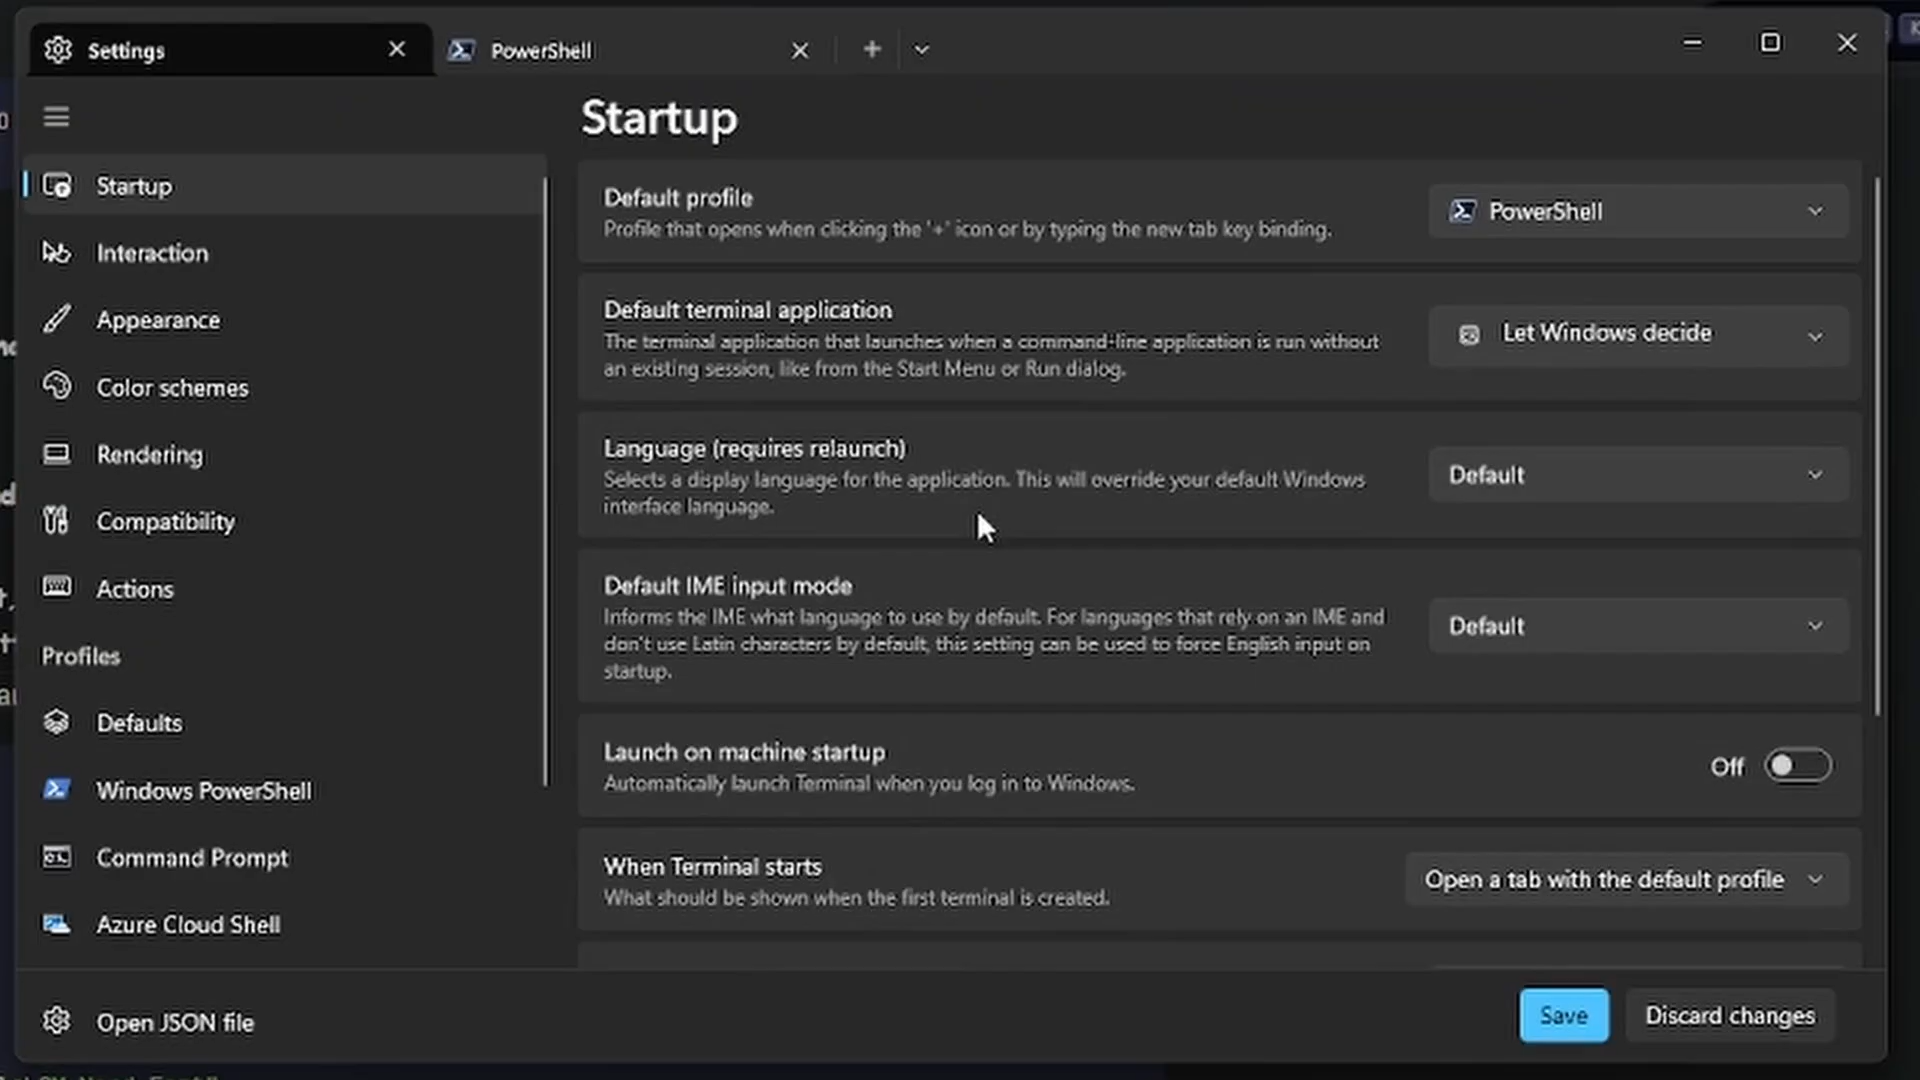 Settings
PowerShell
Startup
Startup
Interaction
Appearance
Color schemes
Rendering
Compatibility
Actions
Profiles
Defaults
Windows PowerShell
Command Prompt
Azure Cloud Shell
Open JSON file
Default profile
Profile that opens when clicking the '+' icon or by typing the new tab key binding.
PowerShell
Default terminal application
The terminal application that launches when a command-line application is run without
an existing session, like from the Start Menu or Run dialog.
Let Windows decide
Language (requires relaunch)
Selects a display language for the application. This will override your default Windows
interface language.
Default
Default IME input mode
Informs the IME what language to use by default. For languages that rely on an IME and
don't use Latin characters by default, this setting can be used to force English input on
startup.
Default
Launch on machine startup
Automatically launch Terminal when you log in to Windows.
Off
When Terminal starts
What should be shown when the first terminal is created.
Open a tab with the default profile
Save
Discard changes